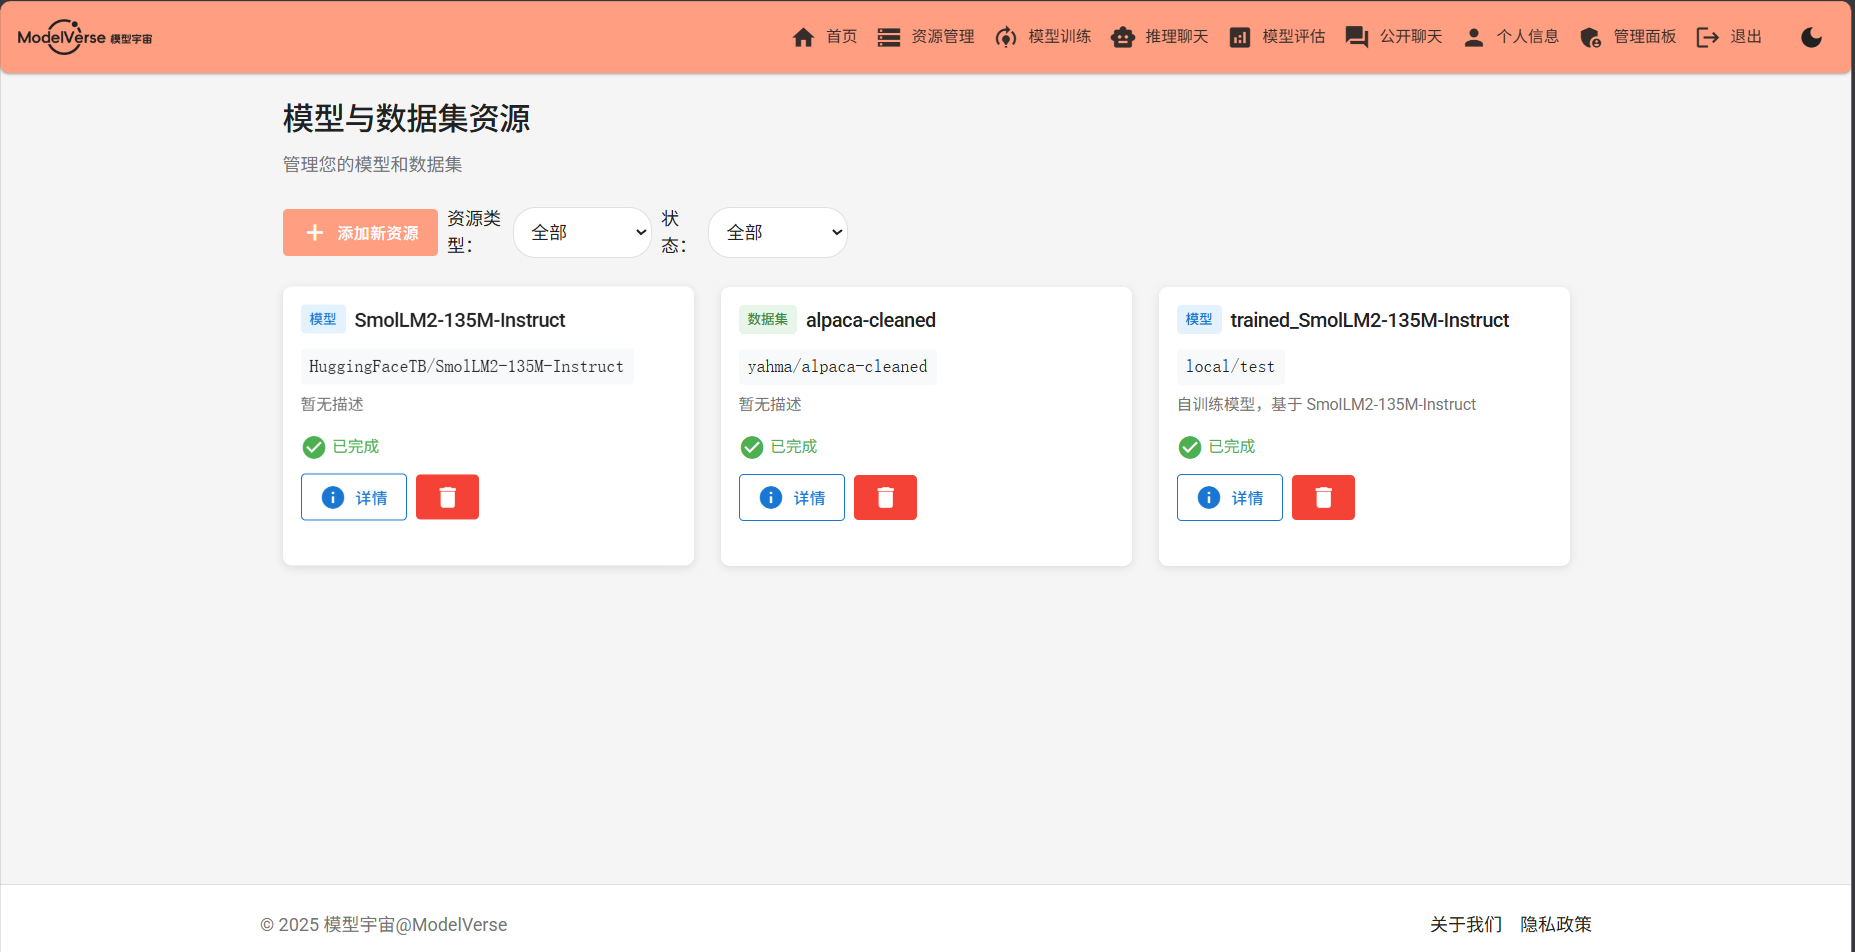 ModelVerse 模型宇宙
首页 资源管理 模型训练 推理聊天 模型评估 公开聊天 个人信息 管理面板 退出
模型与数据集资源
管理您的模型和数据集
添加新资源
资源类
型：
全部
状
态：
全部
模型 SmolLM2-135M-Instruct
HuggingFaceTB/SmolLM2-135M-Instruct
暂无描述
已完成
详情
数据集 alpaca-cleaned
yahma/alpaca-cleaned
暂无描述
已完成
详情
模型 trained_SmolLM2-135M-Instruct
local/test
自训练模型，基于 SmolLM2-135M-Instruct
已完成
详情
© 2025 模型宇宙@ModelVerse
关于我们 隐私政策